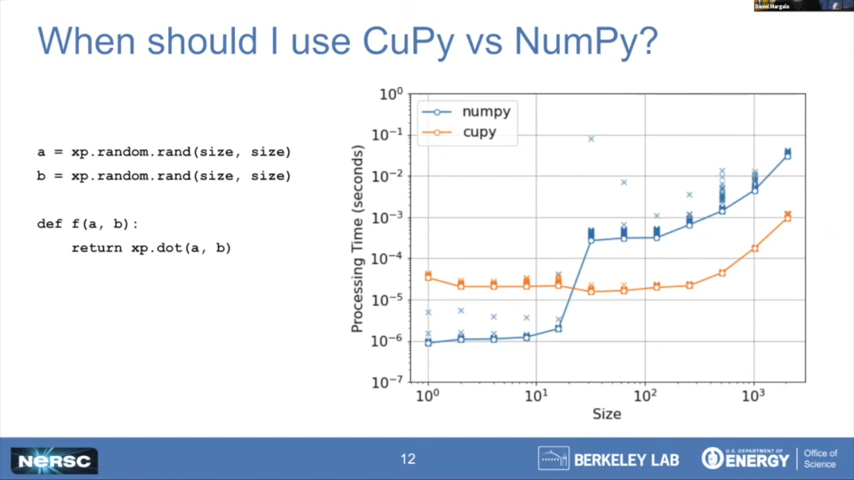 Daniel Margala
When should I use CuPy vs NumPy?
a = xp.random.rand(size, size)
b = xp.random.rand(size, size)
def f(a, b):
return xp.dot(a, b)
numpy
cupy
Processing Time (seconds)
10⁰
10⁻¹
10⁻²
10⁻³
10⁻⁴
10⁻⁵
10⁻⁶
10⁻⁷
10⁰
10¹
10²
10³
Size
NERSC
12
BERKELEY LAB
U.S. DEPARTMENT OF
ENERGY
Office of
Science